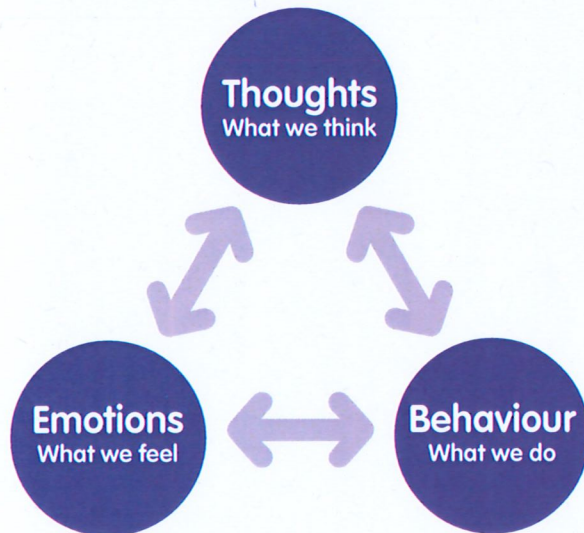 Thoughts
What we think
Emotions
What we feel
Behaviour
What we do